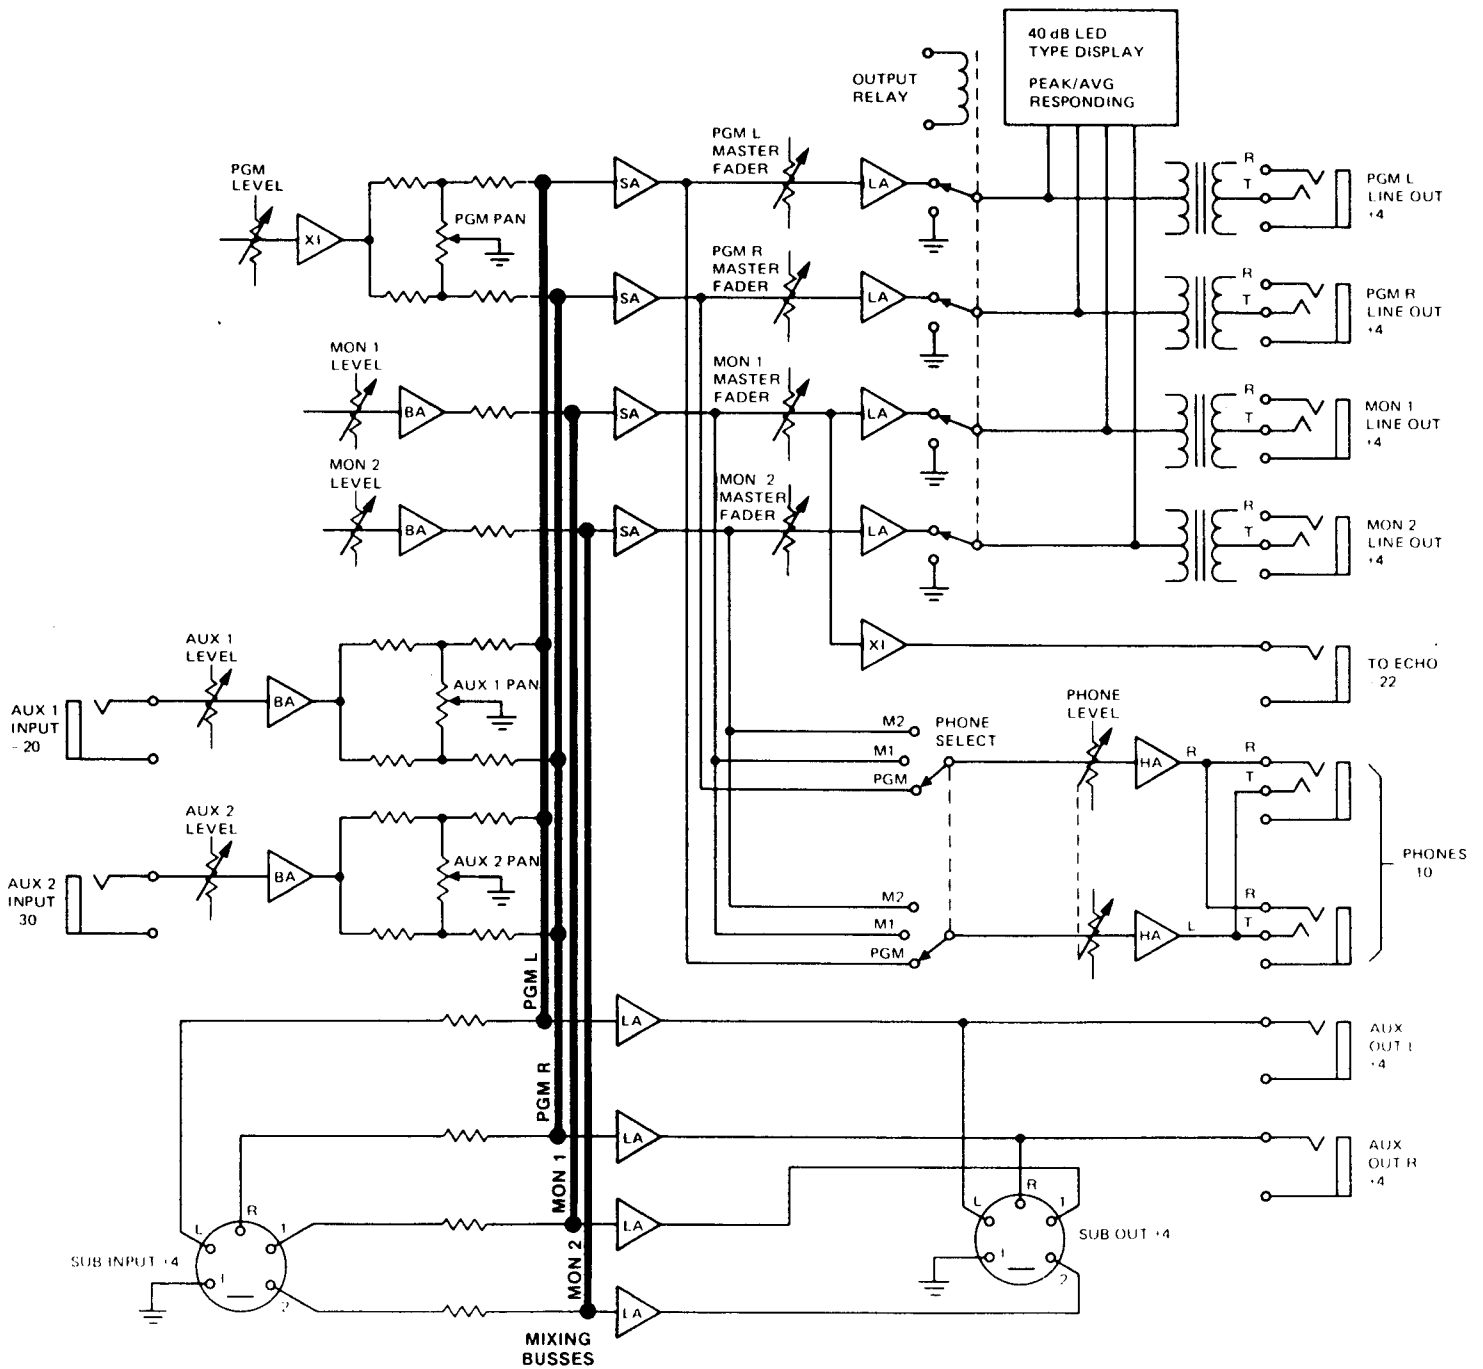 40 dB LED
TYPE DISPLAY
PEAK/AVG
RESPONDING
OUTPUT
RELAY
PGM
LEVEL
XI
PGM PAN
SA
PGM L
MASTER
FADER
LA
R
T
PGM L
LINE OUT
+4
SA
PGM R
MASTER
FADER
LA
R
T
PGM R
LINE OUT
+4
MON 1
LEVEL
BA
SA
MON 1
MASTER
FADER
LA
R
T
MON 1
LINE OUT
+4
MON 2
LEVEL
BA
SA
MON 2
MASTER
FADER
LA
R
T
MON 2
LINE OUT
+4
XI
TO ECHO
-22
AUX 1
INPUT
-20
AUX 1
LEVEL
BA
AUX 1 PAN
M2
M1
PGM
PHONE
SELECT
PHONE
LEVEL
HA
R
R
T
AUX 2
INPUT
30
AUX 2
LEVEL
BA
AUX 2 PAN
M2
M1
PGM
HA
L
R
T
PHONES
10
PGM L
LA
AUX
OUT L
+4
PGM R
LA
AUX
OUT R
+4
MON 1
LA
MON 2
LA
SUB INPUT +4
L
R
1
2
L
R
1
2
SUB OUT +4
MIXING
BUSSES